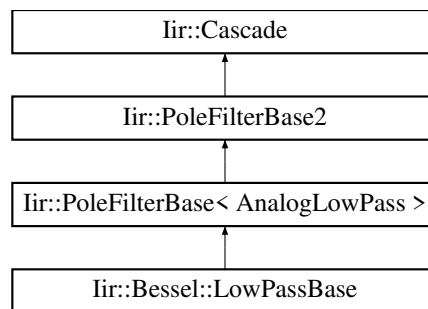 Iir::Cascade
Iir::PoleFilterBase2
Iir::PoleFilterBase< AnalogLowPass >
Iir::Bessel::LowPassBase